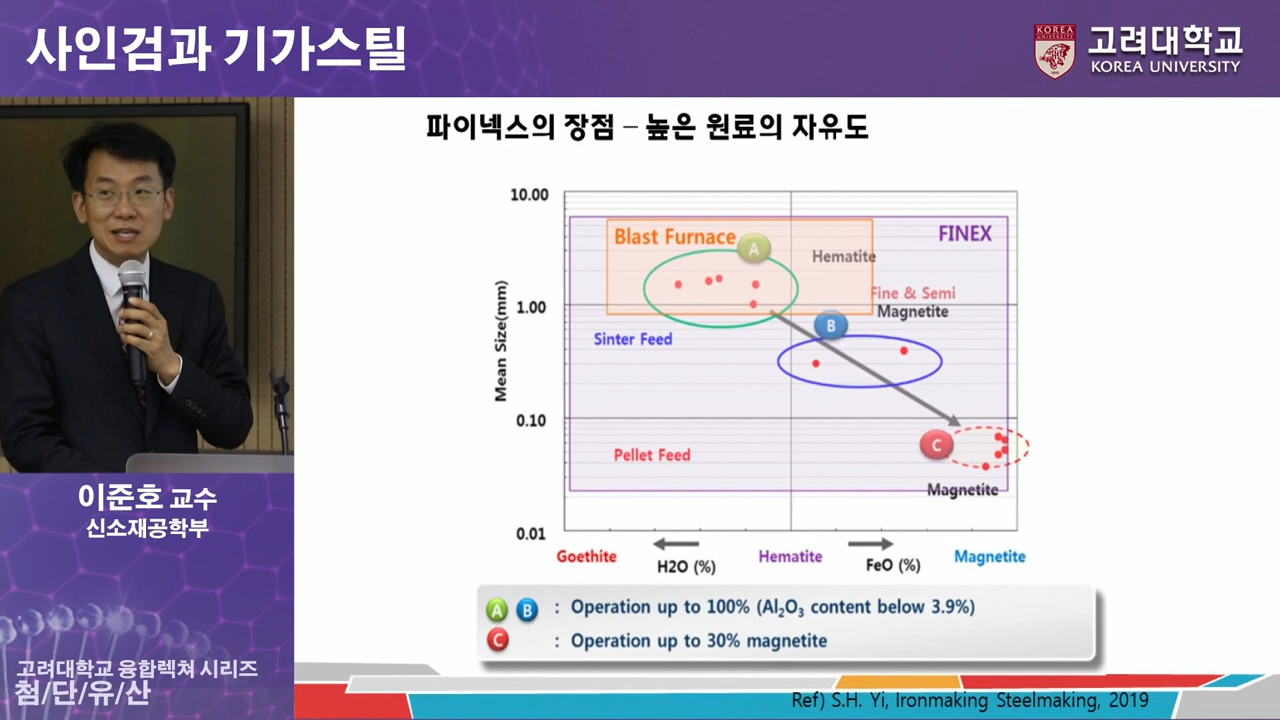 사인검과 기가스틸
KOREA
UNIVERSITY
고려대학교
KOREA UNIVERSITY
파이넥스의 장점 – 높은 원료의 자유도
10.00
1.00
0.10
0.01
Mean Size(mm)
Blast Furnace
A
FINEX
Hematite
Fine & Semi
Magnetite
B
Sinter Feed
C
Pellet Feed
Magnetite
Goethite
H2O (%)
Hematite
FeO (%)
Magnetite
A B : Operation up to 100% (Al₂O₃ content below 3.9%)
C : Operation up to 30% magnetite
Ref) S.H. Yi, Ironmaking Steelmaking, 2019
이준호 교수
신소재공학부
고려대학교 융합렉쳐 시리즈
첨/단/유/산